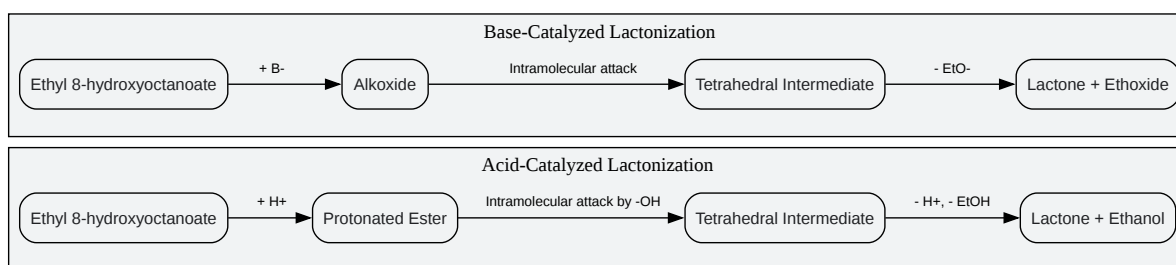 Base-Catalyzed Lactonization
Ethyl 8-hydroxyoctanoate
+ B-
Alkoxide
Intramolecular attack
Tetrahedral Intermediate
- EtO-
Lactone + Ethoxide
Acid-Catalyzed Lactonization
Ethyl 8-hydroxyoctanoate
+ H+
Protonated Ester
Intramolecular attack by -OH
Tetrahedral Intermediate
- H+, - EtOH
Lactone + Ethanol